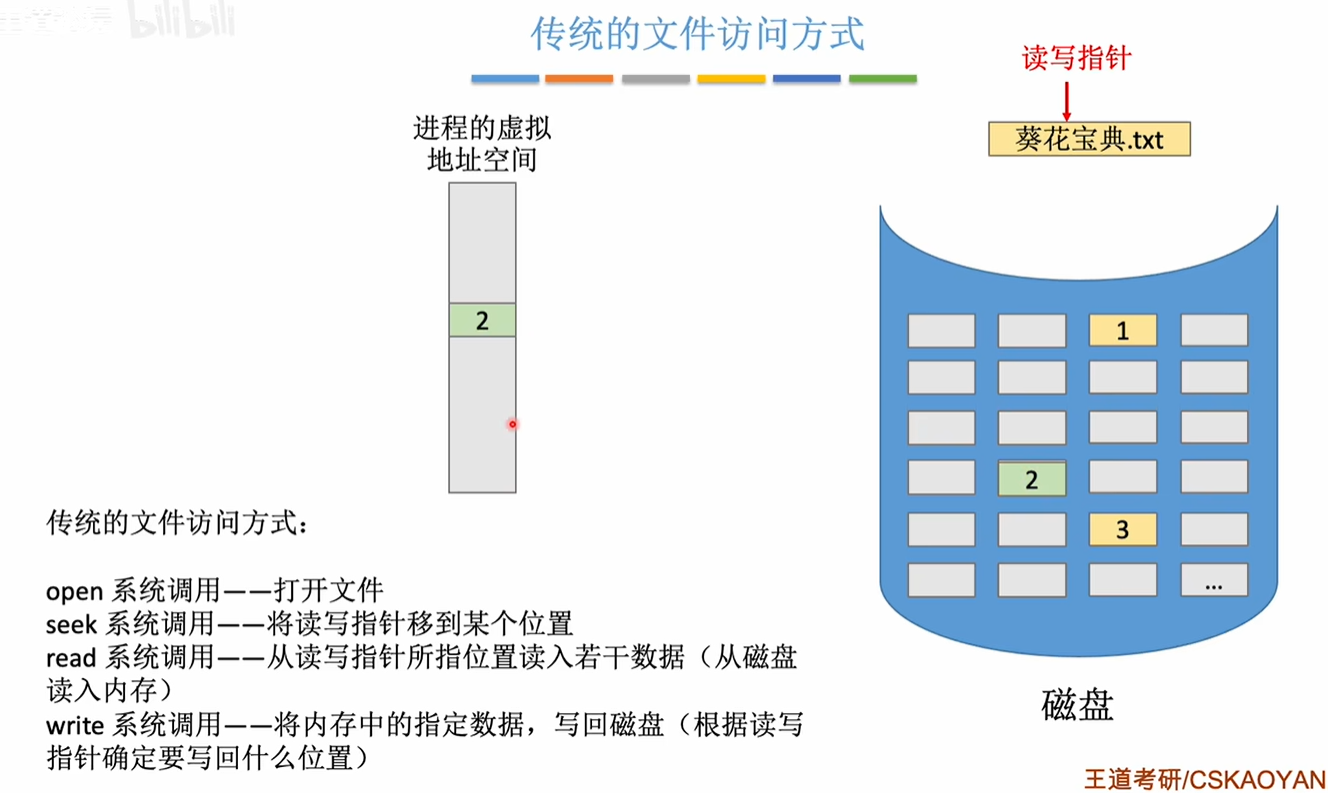 bilibili
传统的文件访问方式
读写指针
葵花宝典.txt
进程的虚拟
地址空间
2
1
2
3
...
磁盘
传统的文件访问方式：
open 系统调用——打开文件
seek 系统调用——将读写指针移到某个位置
read 系统调用——从读写指针所指位置读入若干数据（从磁盘
读入内存）
write 系统调用——将内存中的指定数据，写回磁盘（根据读写
指针确定要写回什么位置）
王道考研/CSKAOYAN